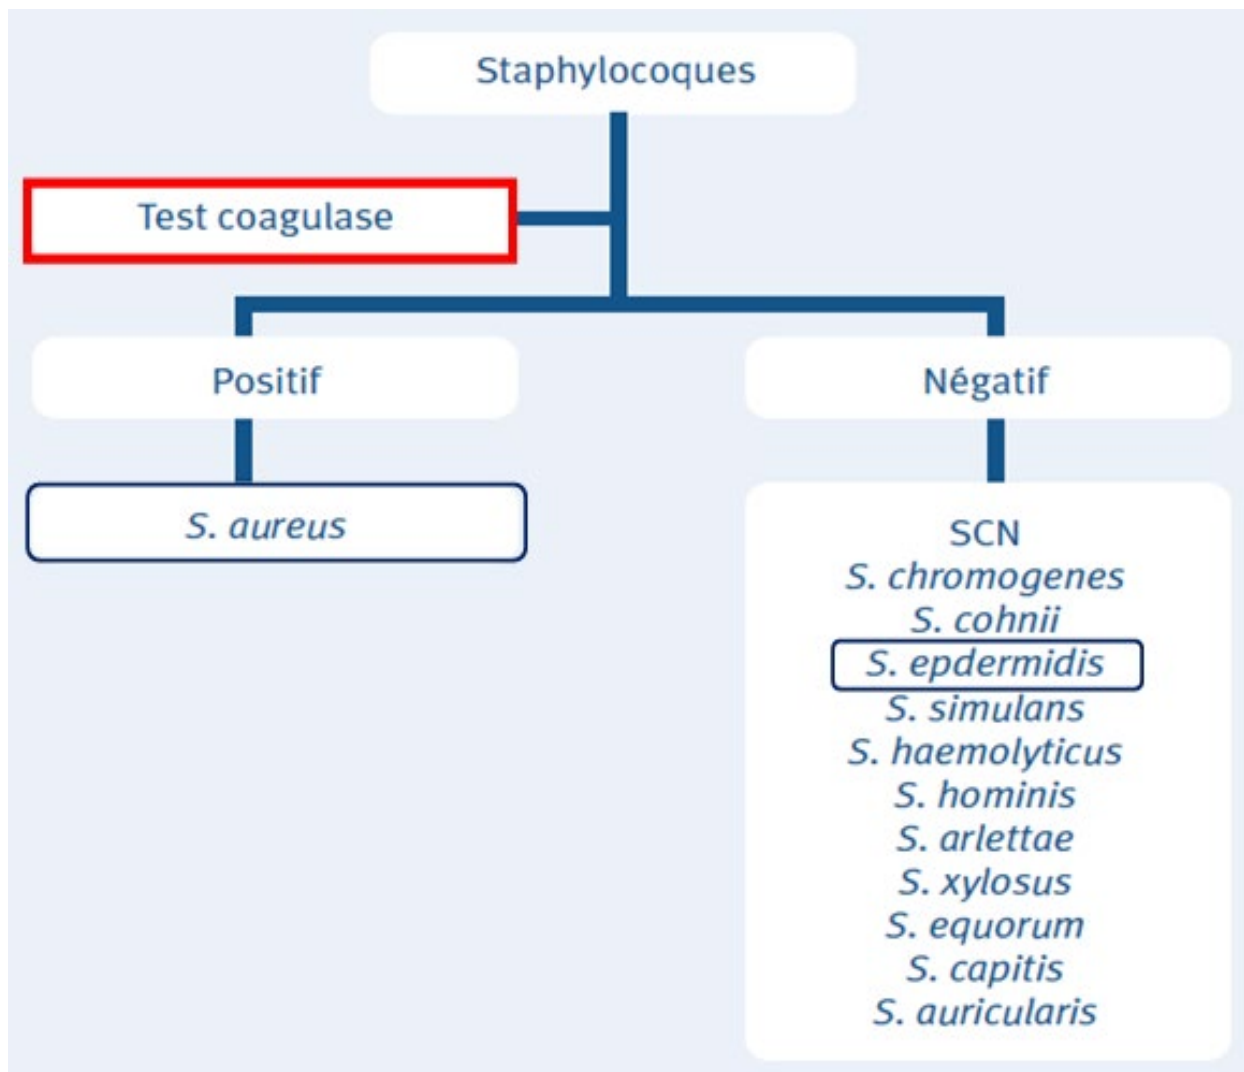 Staphylocoques
Test coagulase
Positif
Négatif
S. aureus
SCN
S. chromogenes
S. cohnii
S. epdermidis
S. simulans
S. haemolyticus
S. hominis
S. arlettae
S. xylosus
S. equorum
S. capitis
S. auricularis